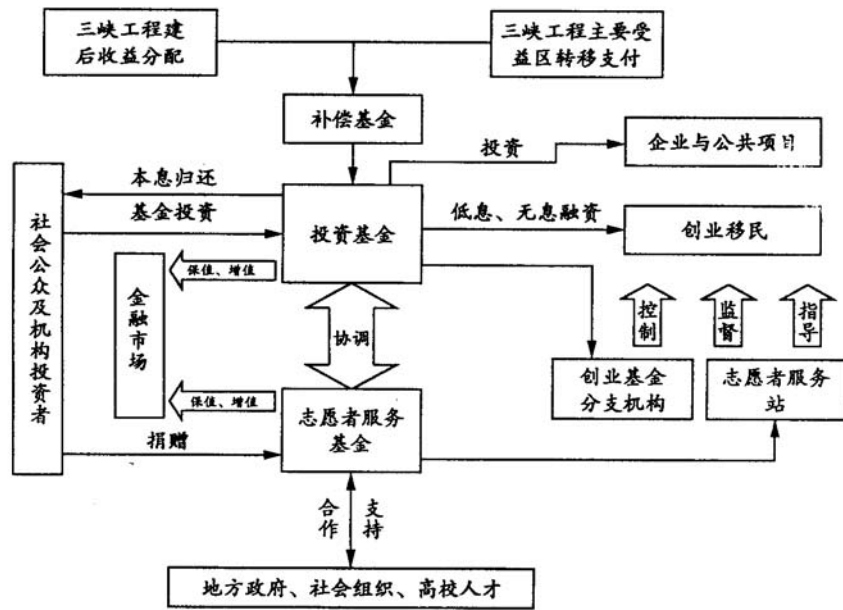 三峡工程建
后收益分配
三峡工程主要受
益区转移支付
补偿基金
投资
企业与公共项目
本息归还
基金投资
投资基金
低息、无息融资
创业移民
社会公众及机构投资者
保值、增值
金融市场
协调
控制
监督
指导
保值、增值
志愿者服务
基金
创业基金
分支机构
志愿者服务
站
捐赠
合作
支持
地方政府、社会组织、高校人才